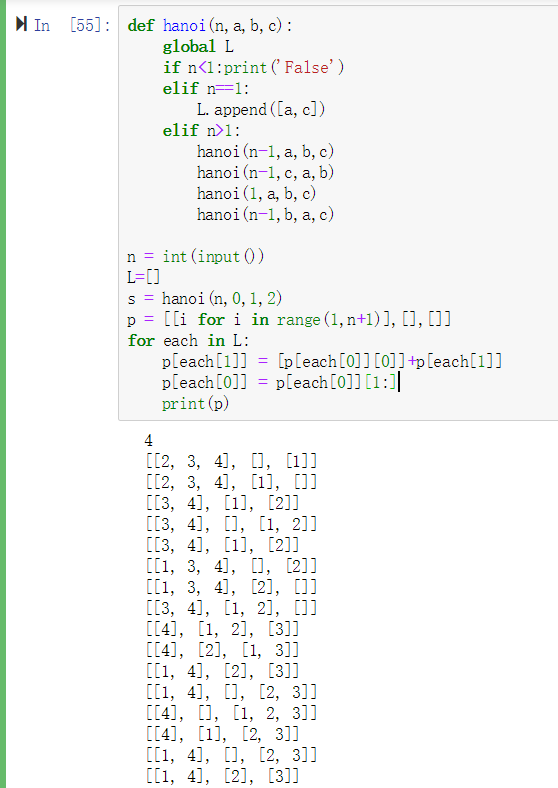 In [55]:
def hanoi(n,a,b,c):
    global L
    if n<1:print('False')
    elif n==1:
        L.append([a,c])
    elif n>1:
        hanoi(n-1,a,b,c)
        hanoi(n-1,c,a,b)
        hanoi(1,a,b,c)
        hanoi(n-1,b,a,c)

n = int(input())
L=[]
s = hanoi(n,0,1,2)
p = [[i for i in range(1,n+1)],[],[]]
for each in L:
    p[each[1]] = [p[each[0]][0]]+p[each[1]]
    p[each[0]] = p[each[0]][1:]
    print(p)
4
[[2, 3, 4], [], [1]]
[[2, 3, 4], [1], []]
[[3, 4], [1], [2]]
[[3, 4], [], [1, 2]]
[[3, 4], [1], [2]]
[[1, 3, 4], [], [2]]
[[1, 3, 4], [2], []]
[[3, 4], [1, 2], []]
[[4], [1, 2], [3]]
[[4], [2], [1, 3]]
[[1, 4], [2], [3]]
[[1, 4], [], [2, 3]]
[[4], [], [1, 2, 3]]
[[4], [1], [2, 3]]
[[1, 4], [], [2, 3]]
[[1, 4], [2], [3]]